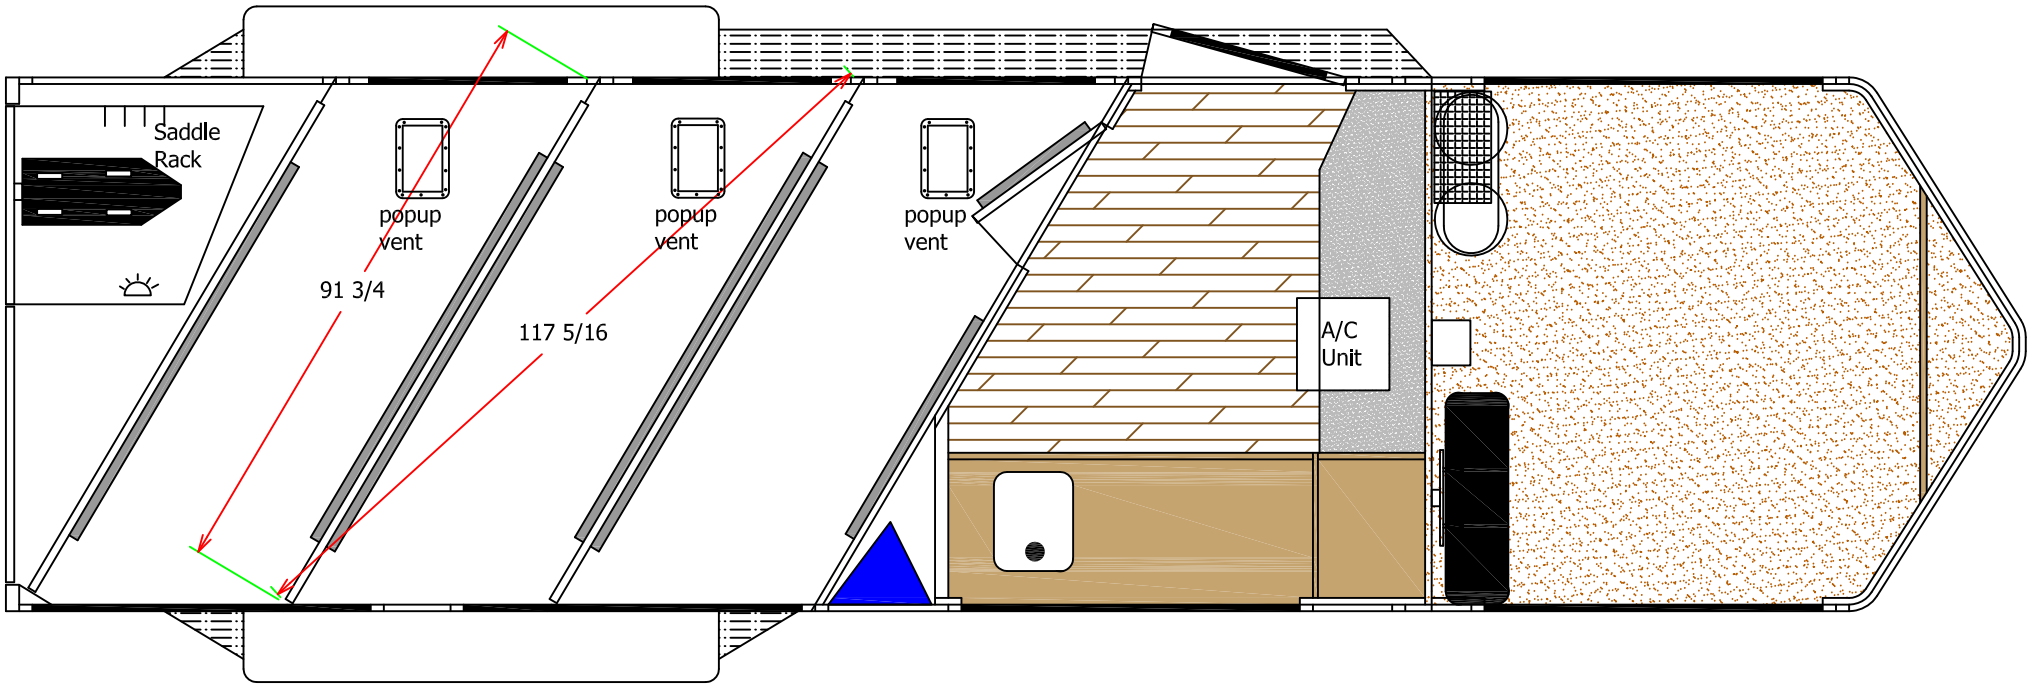 Saddle
Rack
popup
vent
popup
vent
popup
vent
91 3/4
117 5/16
A/C
Unit